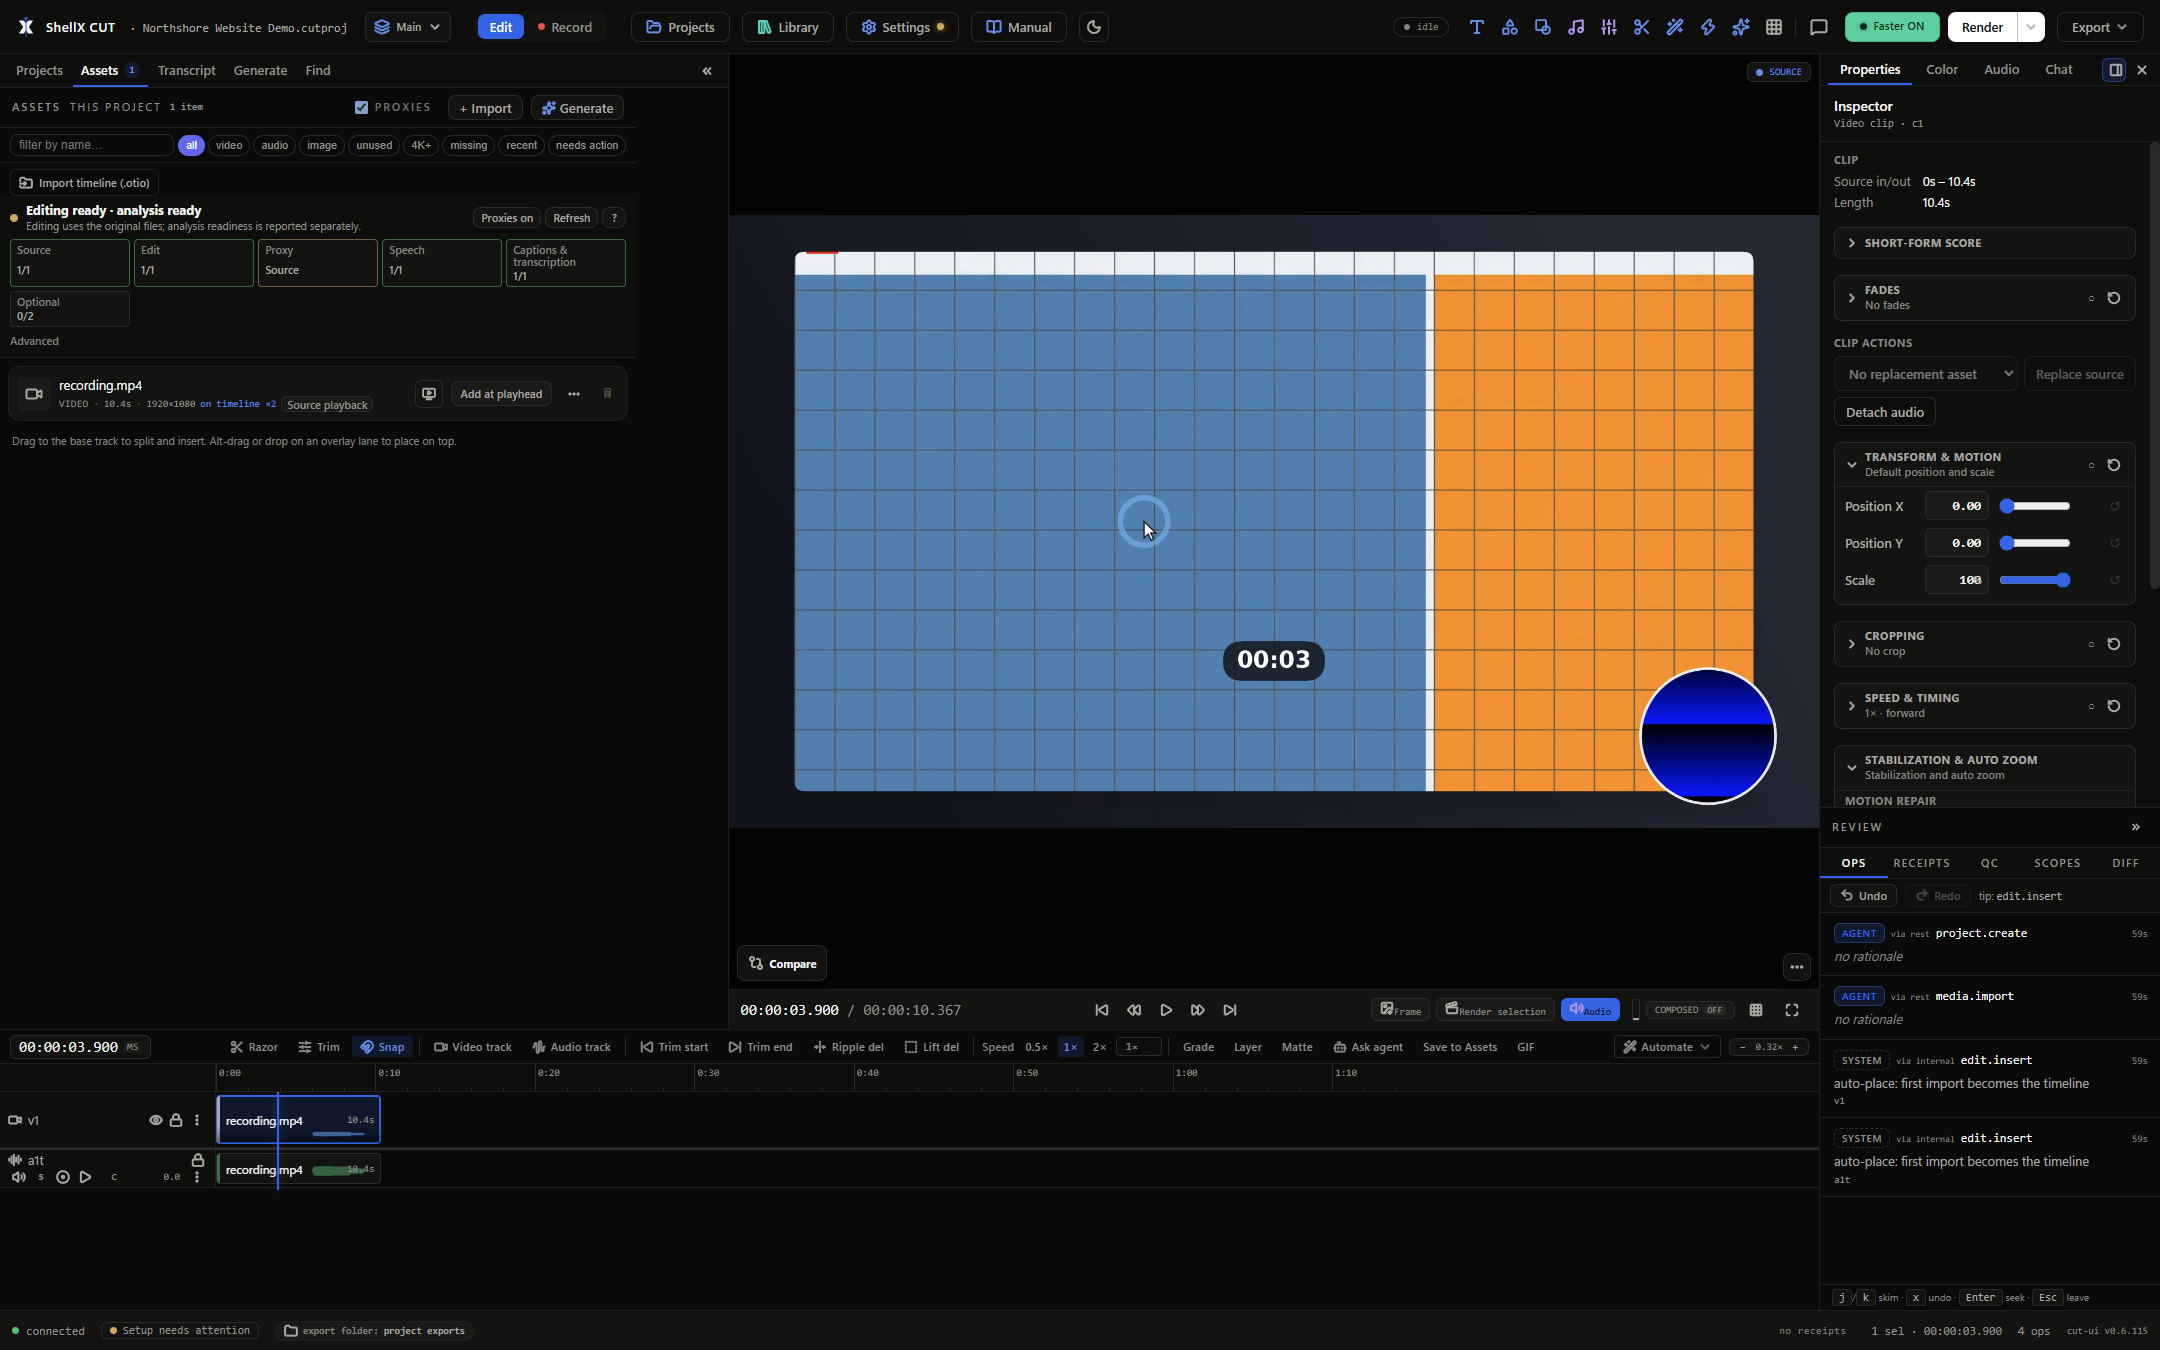 ShellX CUT · Northshore Website Demo.cutproj Main Edit Record Projects Library Settings Manual idle Faster ON Render Export
Projects Assets 1 Transcript Generate Find
ASSETS THIS PROJECT 1 item PROXIES + Import Generate
filter by name... all video audio image unused 4K+ missing recent needs action
Import timeline (.otio)
Editing ready · analysis ready
Editing uses the original files; analysis readiness is reported separately.
Proxies on Refresh ?
Source 1/1
Edit 1/1
Proxy Source
Speech 1/1
Captions & transcription 1/1
Optional 0/2
Advanced
recording.mp4
VIDEO · 10.4s · 1920×1080 on timeline ×2 Source playback
Add at playhead
Drag to the base track to split and insert. Alt-drag or drop on an overlay lane to place on top.
SOURCE
00:03
Compare
00:00:03.900 / 00:00:10.367
Frame Render selection Audio COMPOSED OFF
Properties Color Audio Chat
Inspector
Video clip · c1
CLIP
Source in/out 0s – 10.4s
Length 10.4s
SHORT-FORM SCORE
FADES
No fades
CLIP ACTIONS
No replacement asset Replace source
Detach audio
TRANSFORM & MOTION
Default position and scale
Position X 0.00
Position Y 0.00
Scale 100
CROPPING
No crop
SPEED & TIMING
1× · forward
STABILIZATION & AUTO ZOOM
Stabilization and auto zoom
MOTION REPAIR
REVIEW
OPS RECEIPTS QC SCOPES DIFF
Undo Redo tip: edit.insert
AGENT via rest project.create 59s
no rationale
AGENT via rest media.import 59s
no rationale
SYSTEM via internal edit.insert 59s
auto-place: first import becomes the timeline
v1
SYSTEM via internal edit.insert 59s
auto-place: first import becomes the timeline
a1t
j / k skim · x undo · Enter seek · Esc leave
00:00:03.900 MS Razor Trim Snap Video track Audio track Trim start Trim end Ripple del Lift del Speed 0.5× 1× 2× 1× Grade Layer Matte Ask agent Save to Assets GIF Automate − 0.32× +
0:00 0:10 0:20 0:30 0:40 0:50 1:00 1:10
v1 recording.mp4 10.4s
a1t recording.mp4 10.4s
S C 0.0
connected Setup needs attention export folder: project exports no receipts 1 sel · 00:00:03.900 4 ops cut-ui v0.6.115